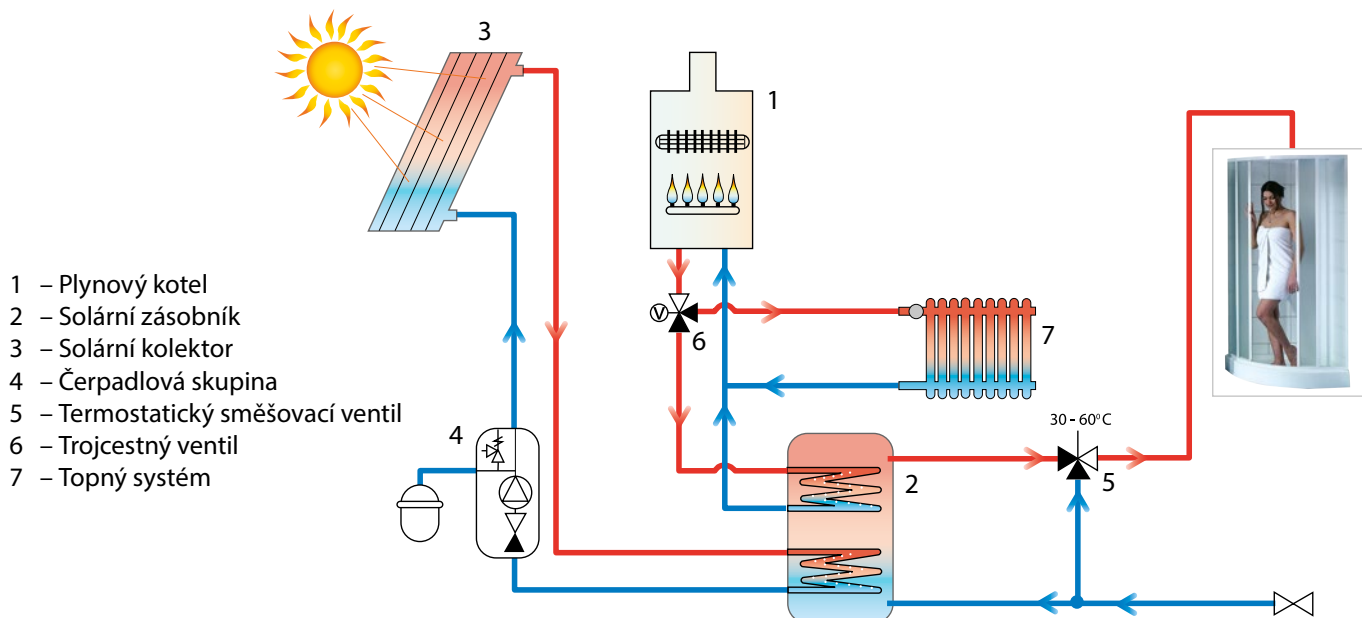 3
1
1 – Plynový kotel
2 – Solární zásobník
3 – Solární kolektor
4 – Čerpadlová skupina
5 – Termostatický směšovací ventil
6 – Trojcestný ventil
7 – Topný systém
V
6
7
4
30 - 60⁰C
2
5